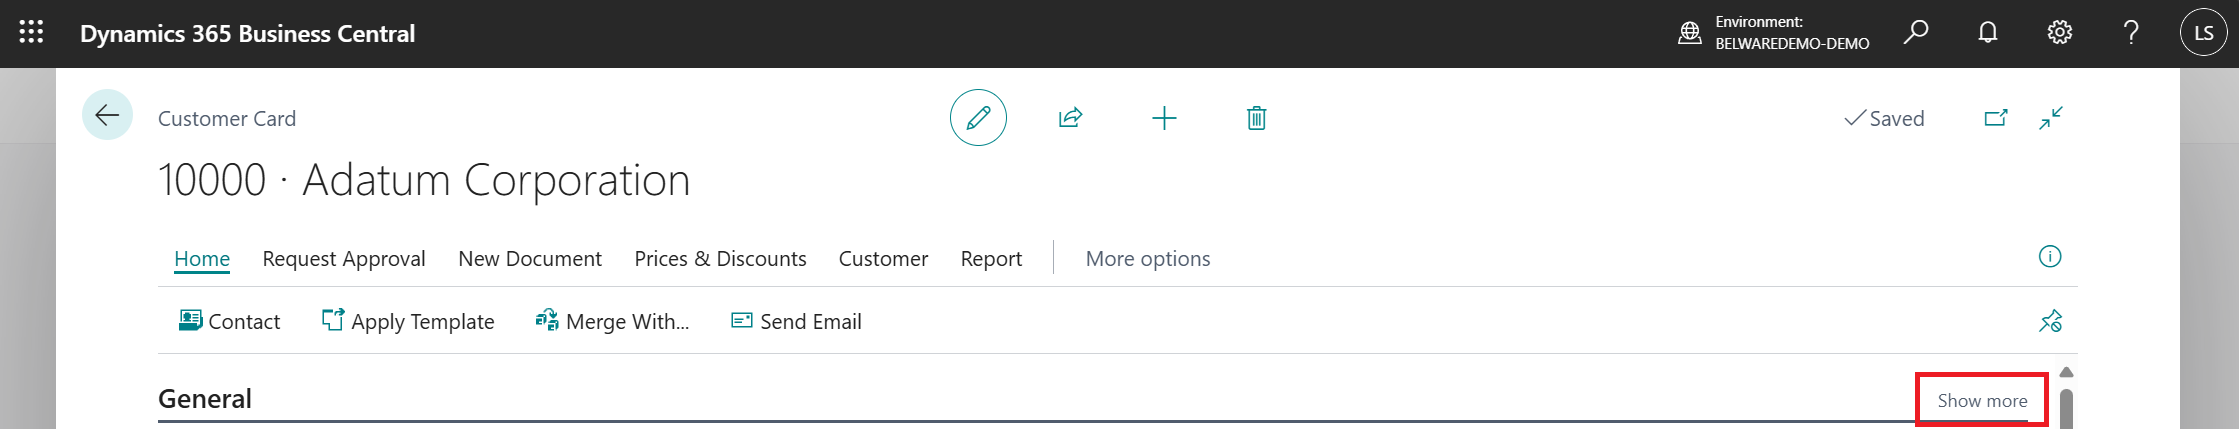 Dynamics 365 Business Central
Environment:
BELWAREDEMO-DEMO
?
LS
Customer Card
Saved
10000 · Adatum Corporation
Home Request Approval New Document Prices & Discounts Customer Report More options
Contact Apply Template Merge With... Send Email
General
Show more